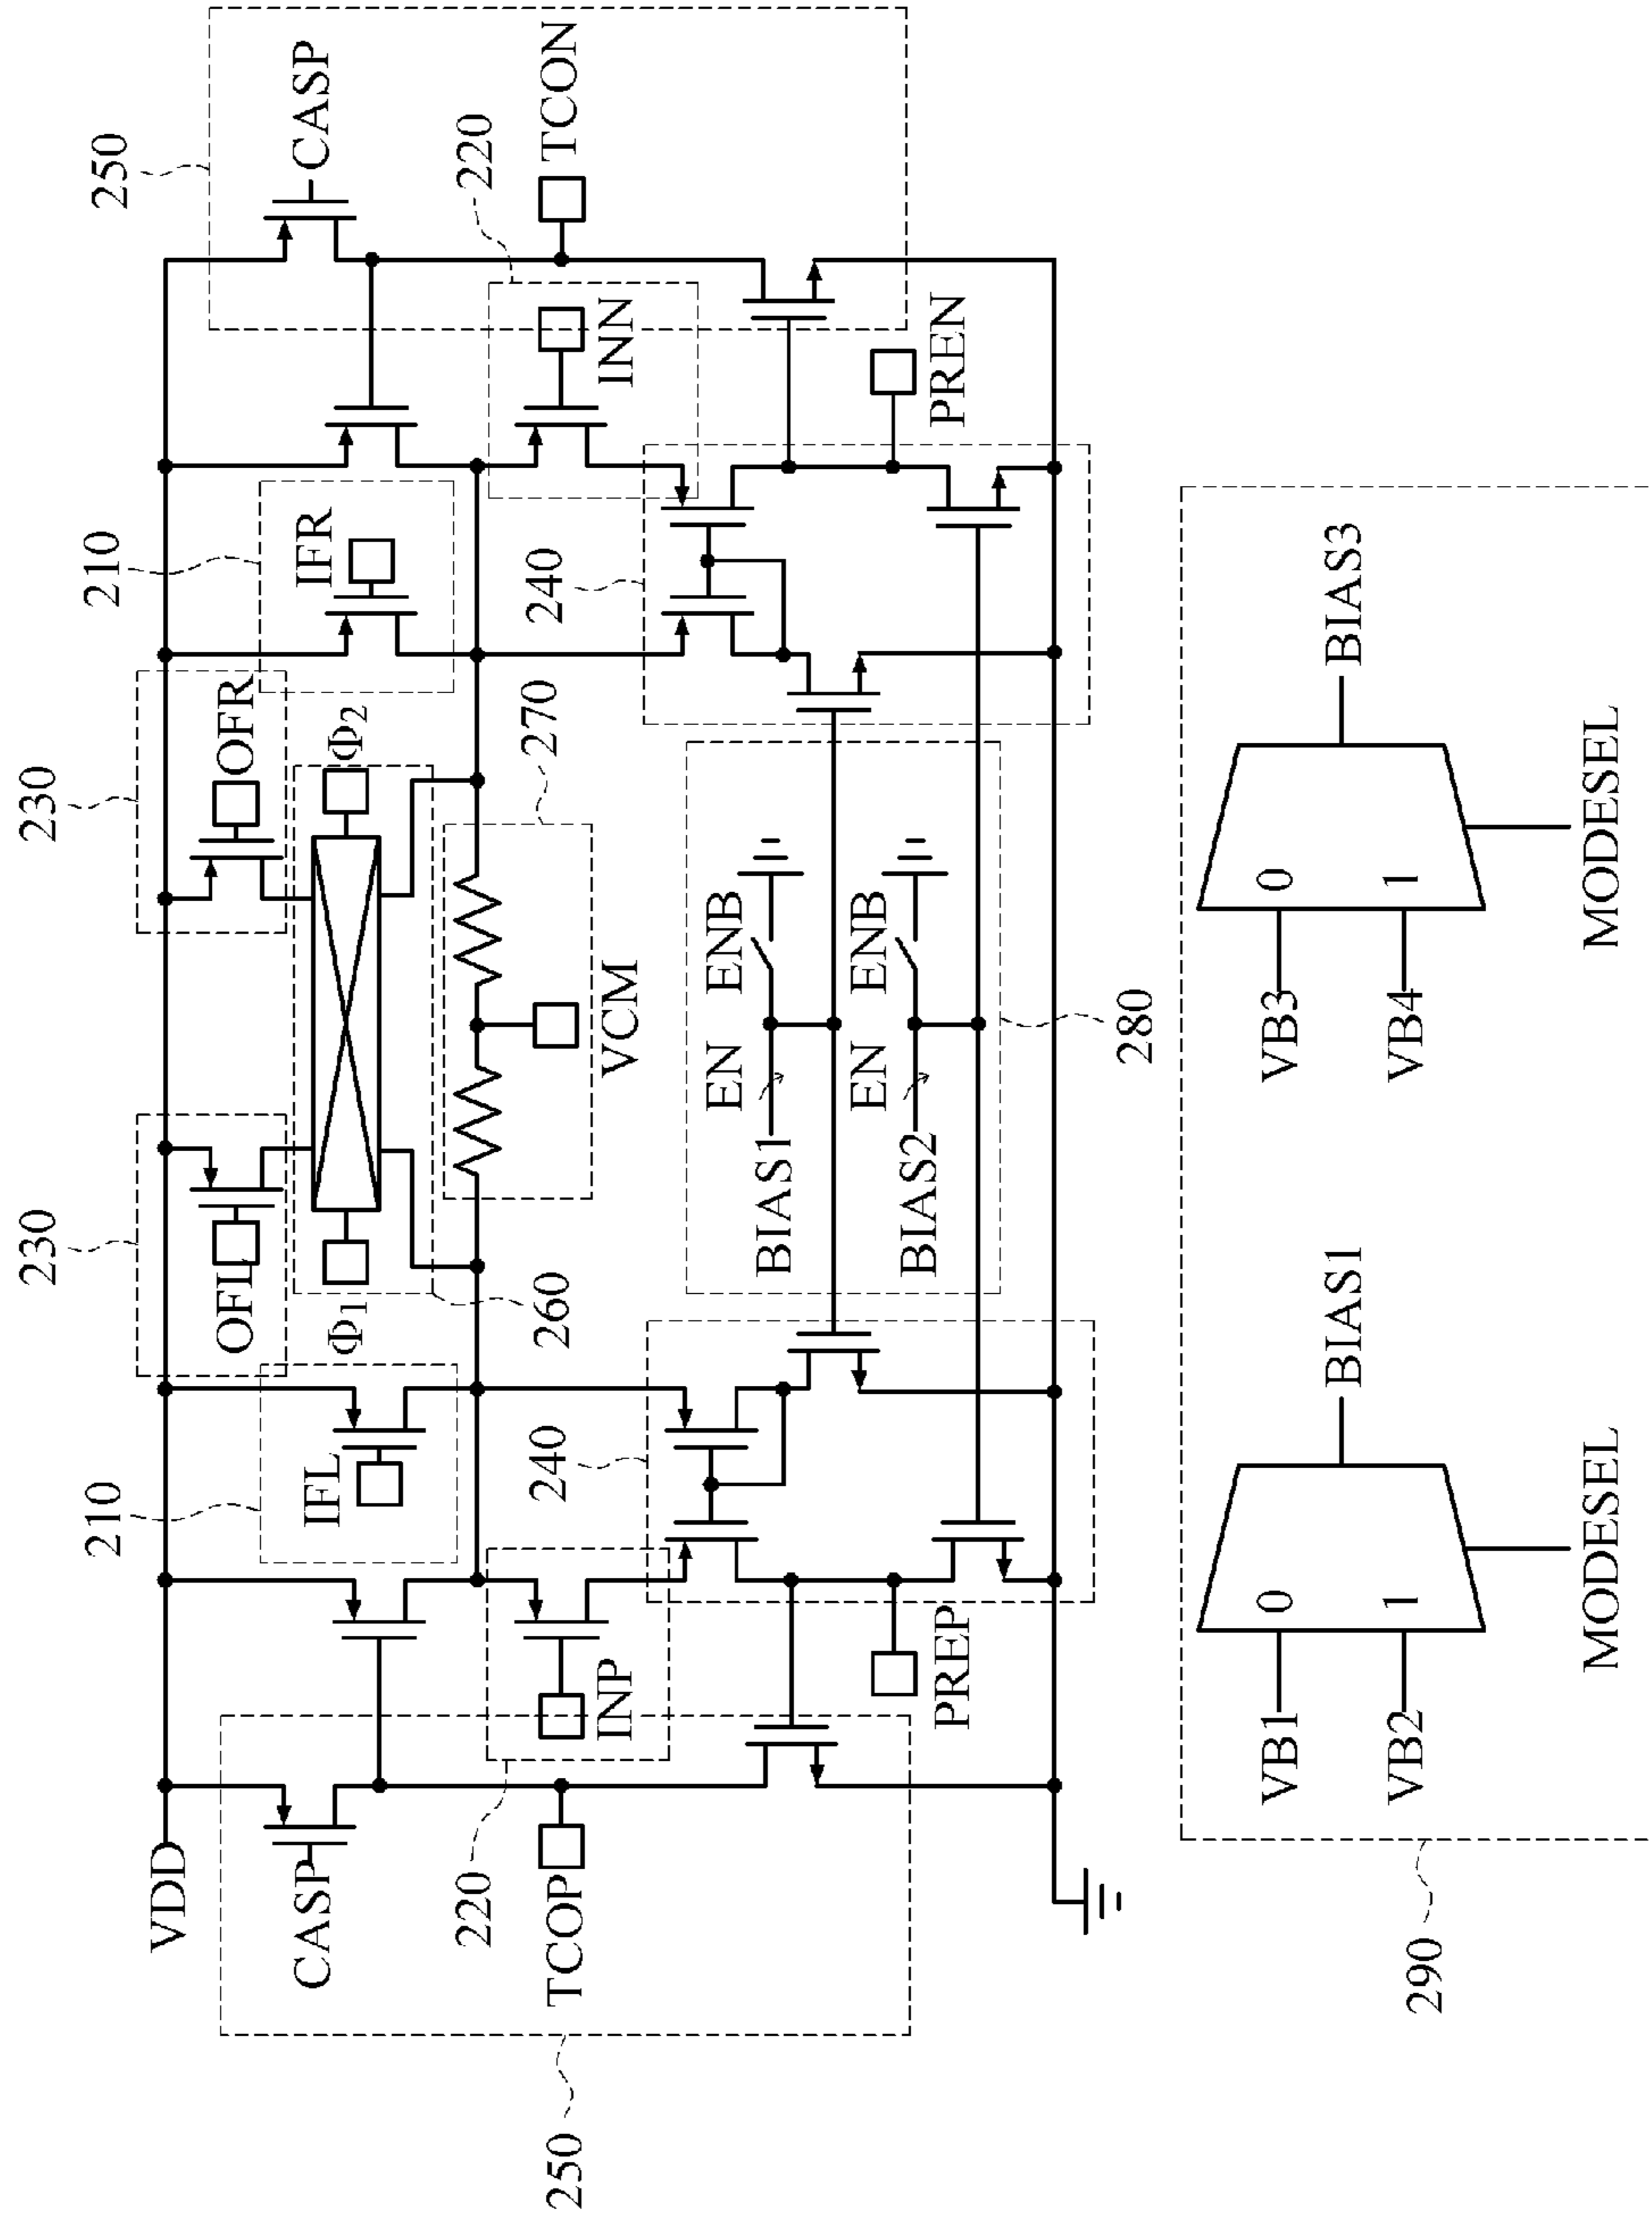 230
230
210
210
250
VDD
OFL
OFR
CASP
IFL
IFR
CASP
Φ1
Φ2
220
220
240
260
270
240
250
TCOP
TCON
INP
VCM
INN
EN ENB
BIAS1
EN ENB
BIAS2
PREP
PREN
280
VB1
0
VB3
0
BIAS1
BIAS3
VB2
1
VB4
1
290
MODESEL
MODESEL